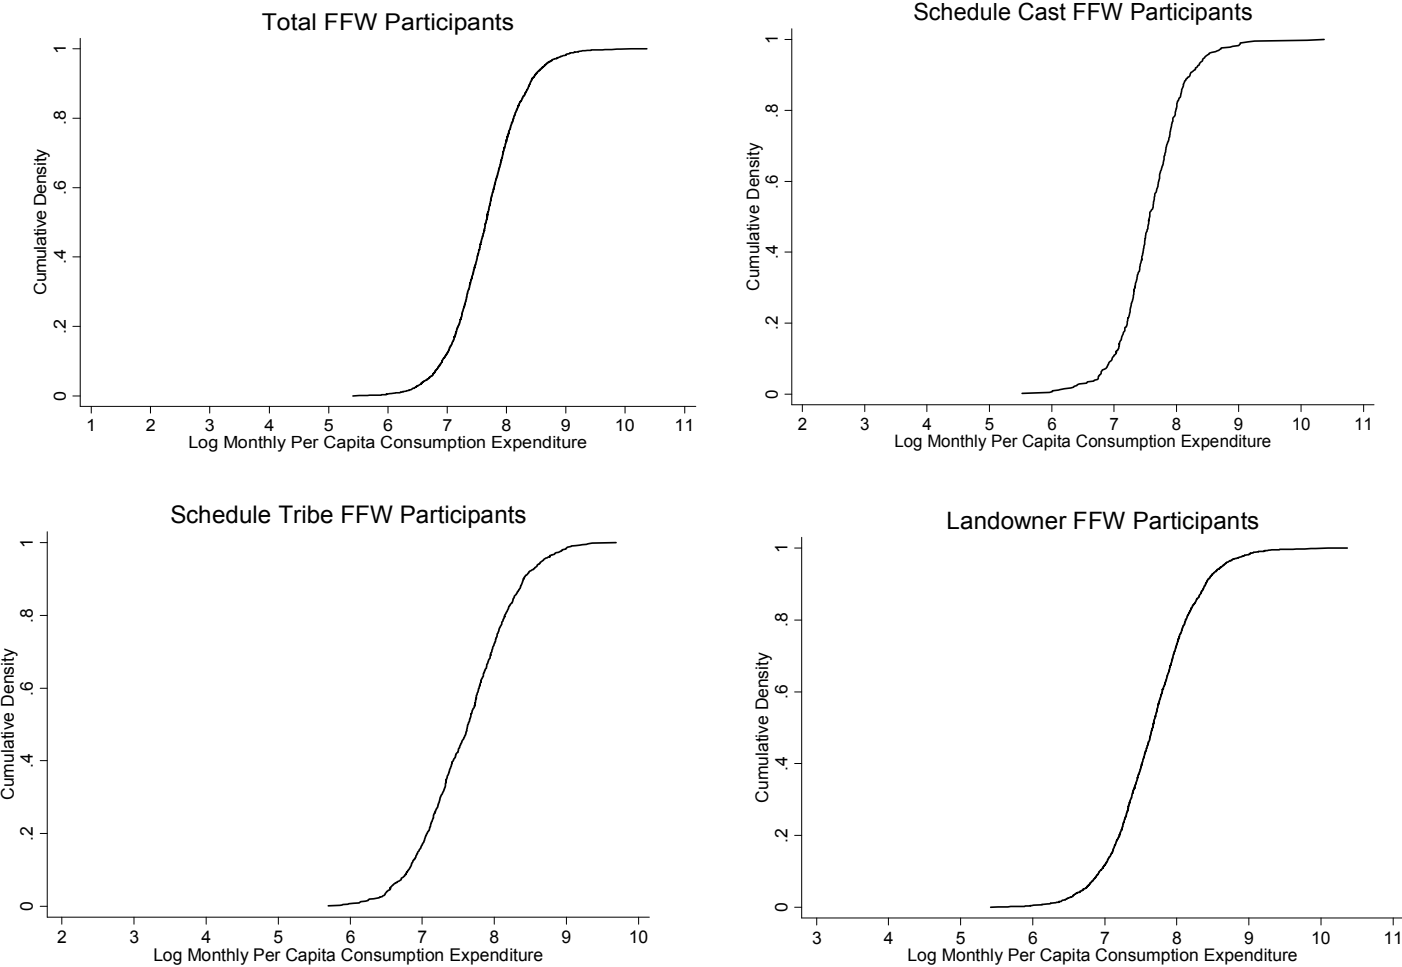 Total FFW Participants
Cumulative Density
0 .2 .4 .6 .8 1
1 2 3 4 5 6 7 8 9 10 11
Log Monthly Per Capita Consumption Expenditure
Schedule Cast FFW Participants
Cumulative Density
0 .2 .4 .6 .8 1
2 3 4 5 6 7 8 9 10 11
Log Monthly Per Capita Consumption Expenditure
Schedule Tribe FFW Participants
Cumulative Density
0 .2 .4 .6 .8 1
2 3 4 5 6 7 8 9 10
Log Monthly Per Capita Consumption Expenditure
Landowner FFW Participants
Cumulative Density
0 .2 .4 .6 .8 1
3 4 5 6 7 8 9 10 11
Log Monthly Per Capita Consumption Expenditure